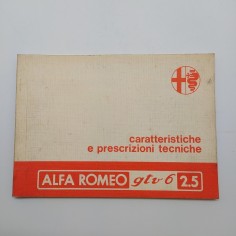 caratteristiche
e prescrizioni tecniche
ALFA ROMEO gtv 6 2.5